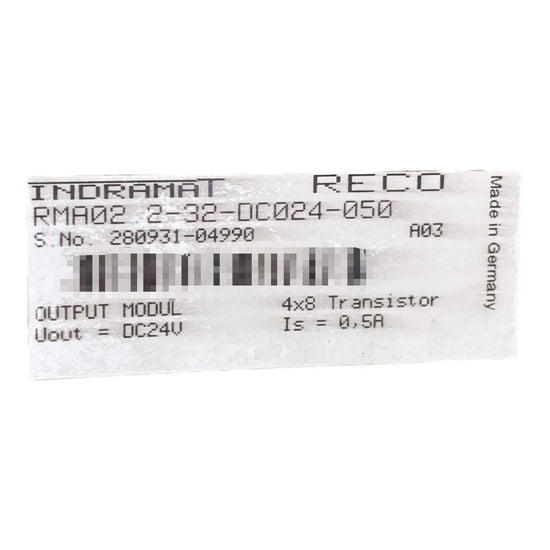 INDRAMAT RECO
RMA02 2-32-DC024-050
S.No. 280931-04990 A03
OUTPUT MODUL 4x8 Transistor
Uout = DC24V Is = 0,5A
Made in Germany